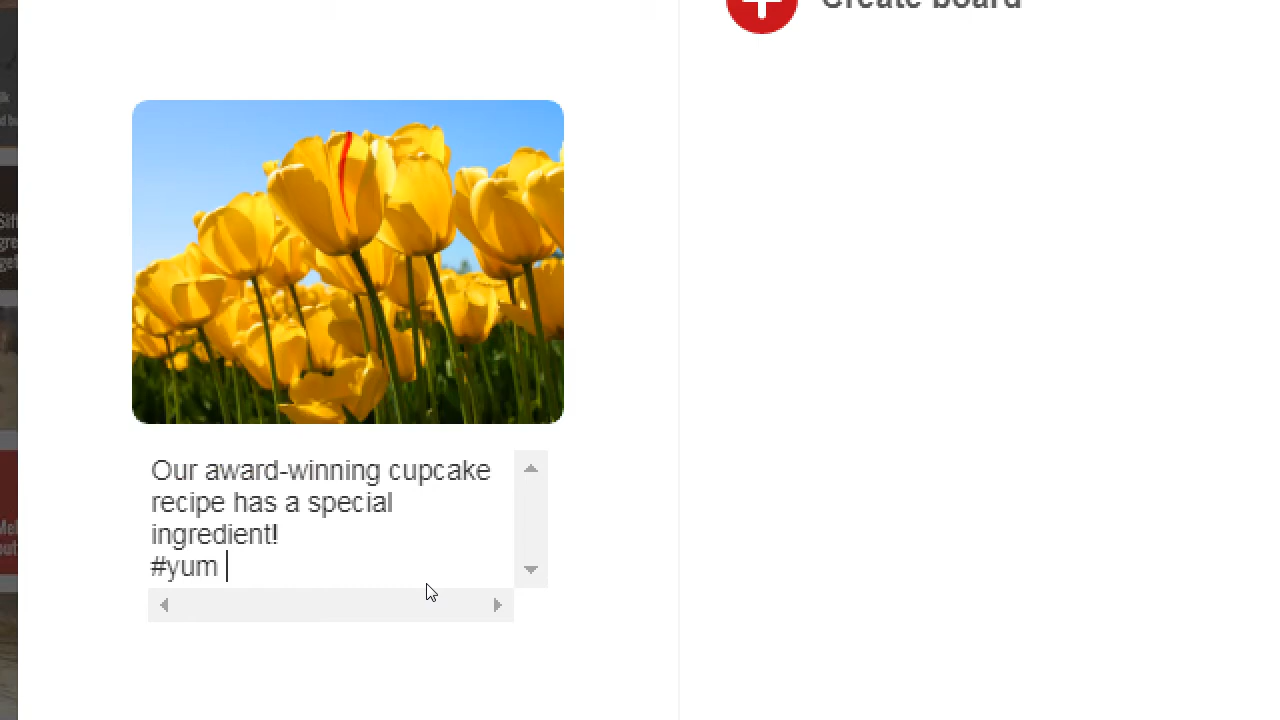 Create board
Our award-winning cupcake
recipe has a special
ingredient!
#yum